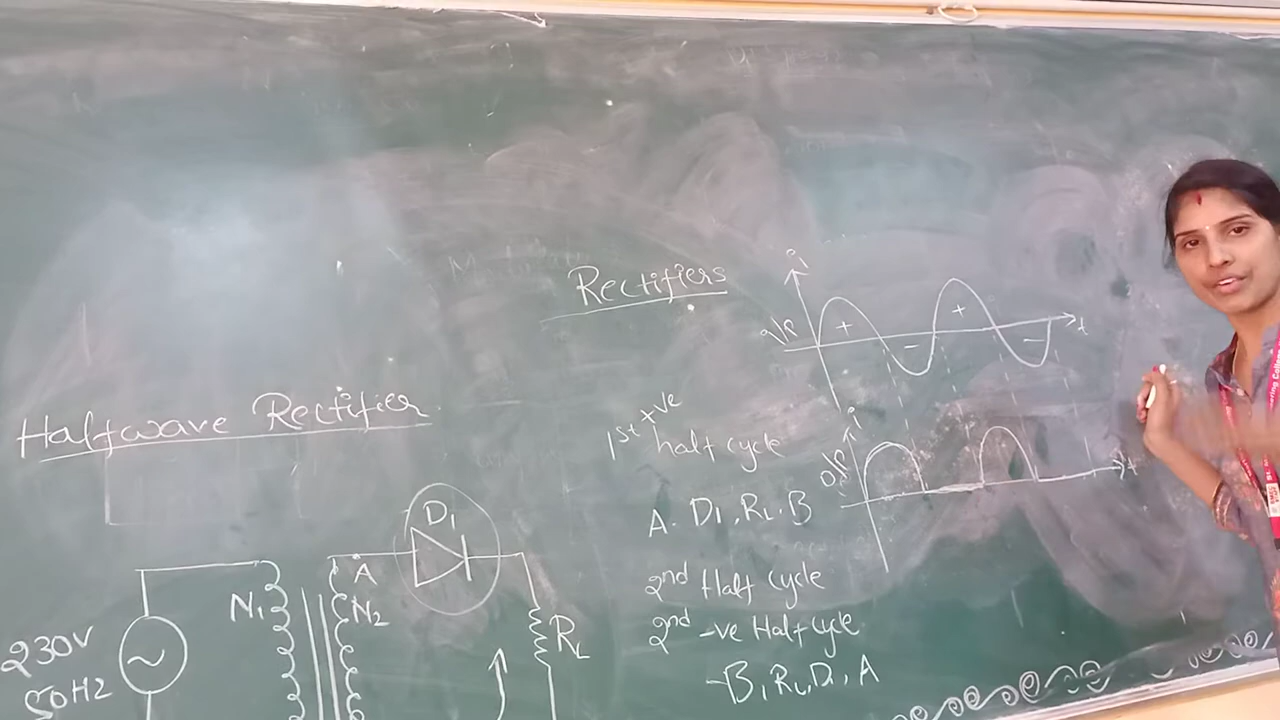 Rectifiers
Halfwave Rectifier
230V
50HZ
N1
A
N2
D1
RL
i
i/p
+
-
+
-
t
i
o/p
t
1st +ve
half cycle
A. D1, RL, B
2nd Half cycle
2nd -ve Half cycle
-B, RL, D1, A